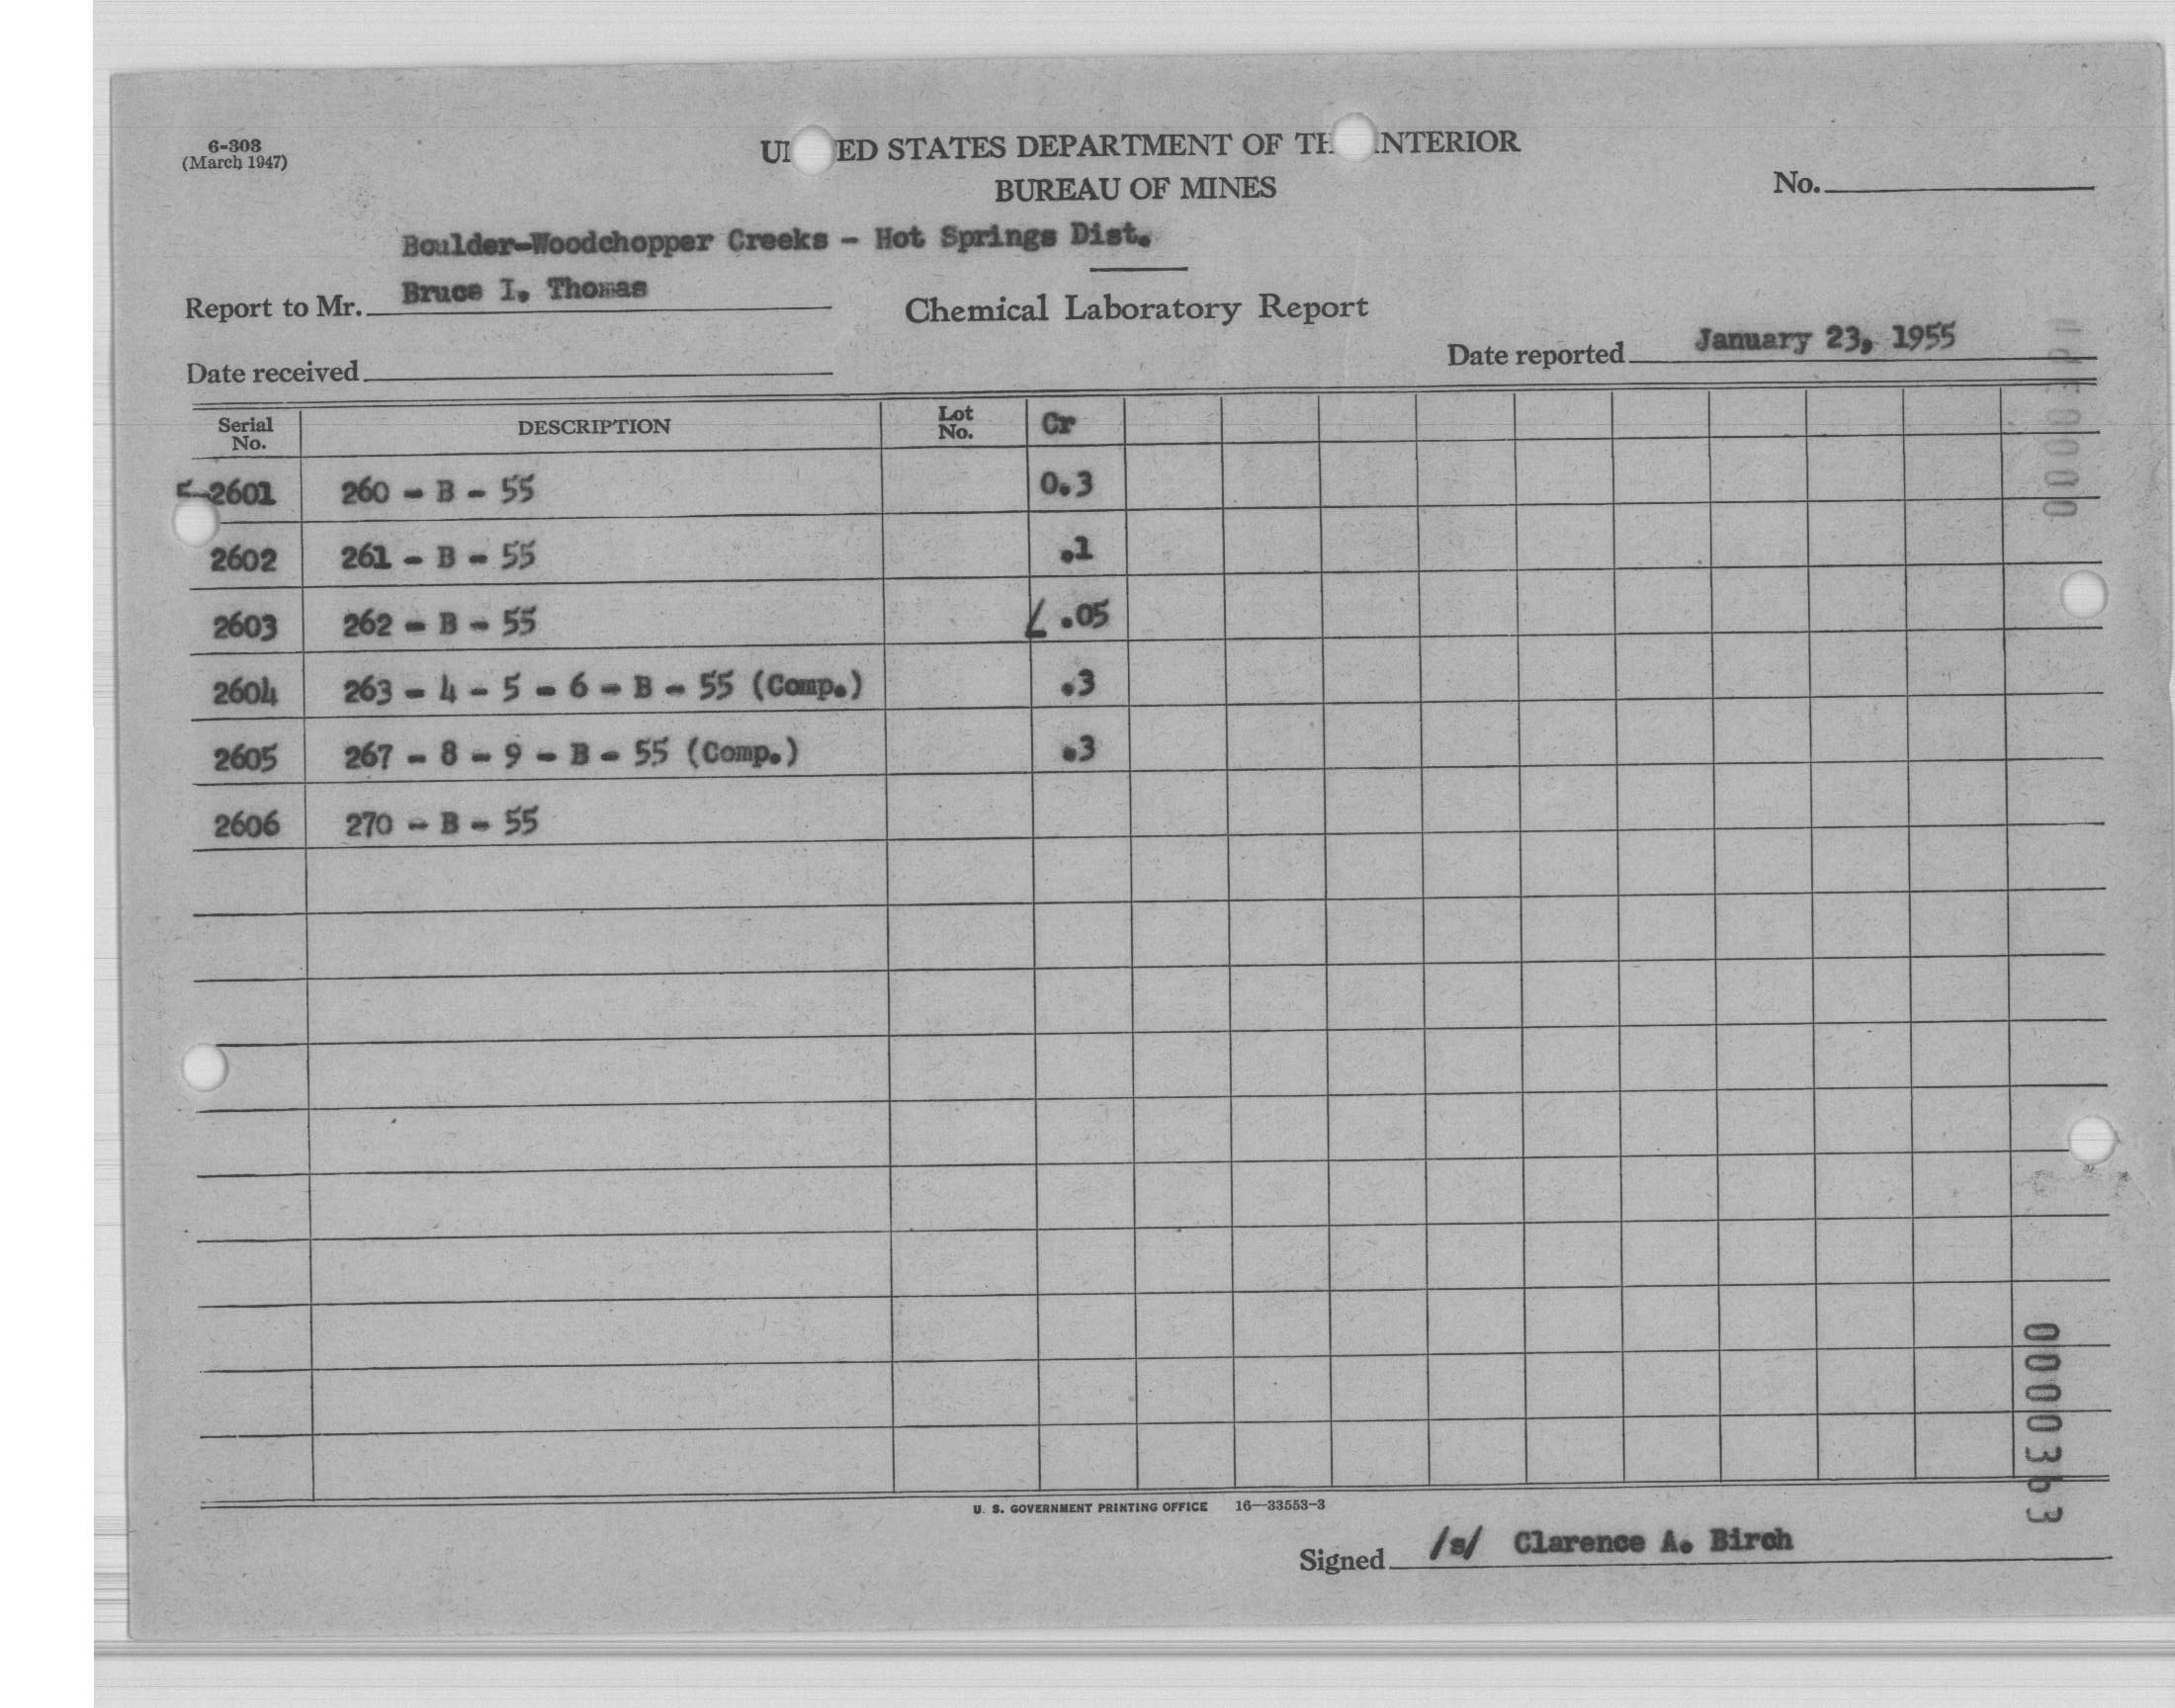 6-303
(March 1947)
UNITED STATES DEPARTMENT OF THE INTERIOR
BUREAU OF MINES
No.
Boulder-Woodchopper Creeks - Hot Springs Dist.
Report to Mr. Bruce I. Thomas
Chemical Laboratory Report
Date reported January 23, 1955
Date received
Serial No. DESCRIPTION Lot No. Cr
5-2601 260 - B - 55 0.3
2602 261 - B - 55 .1
2603 262 - B - 55 < .05
2604 263 - 4 - 5 - 6 - B - 55 (Comp.) .3
2605 267 - 8 - 9 - B - 55 (Comp.) .3
2606 270 - B - 55
U. S. GOVERNMENT PRINTING OFFICE 16—33553-3
Signed /s/ Clarence A. Birch
0000363